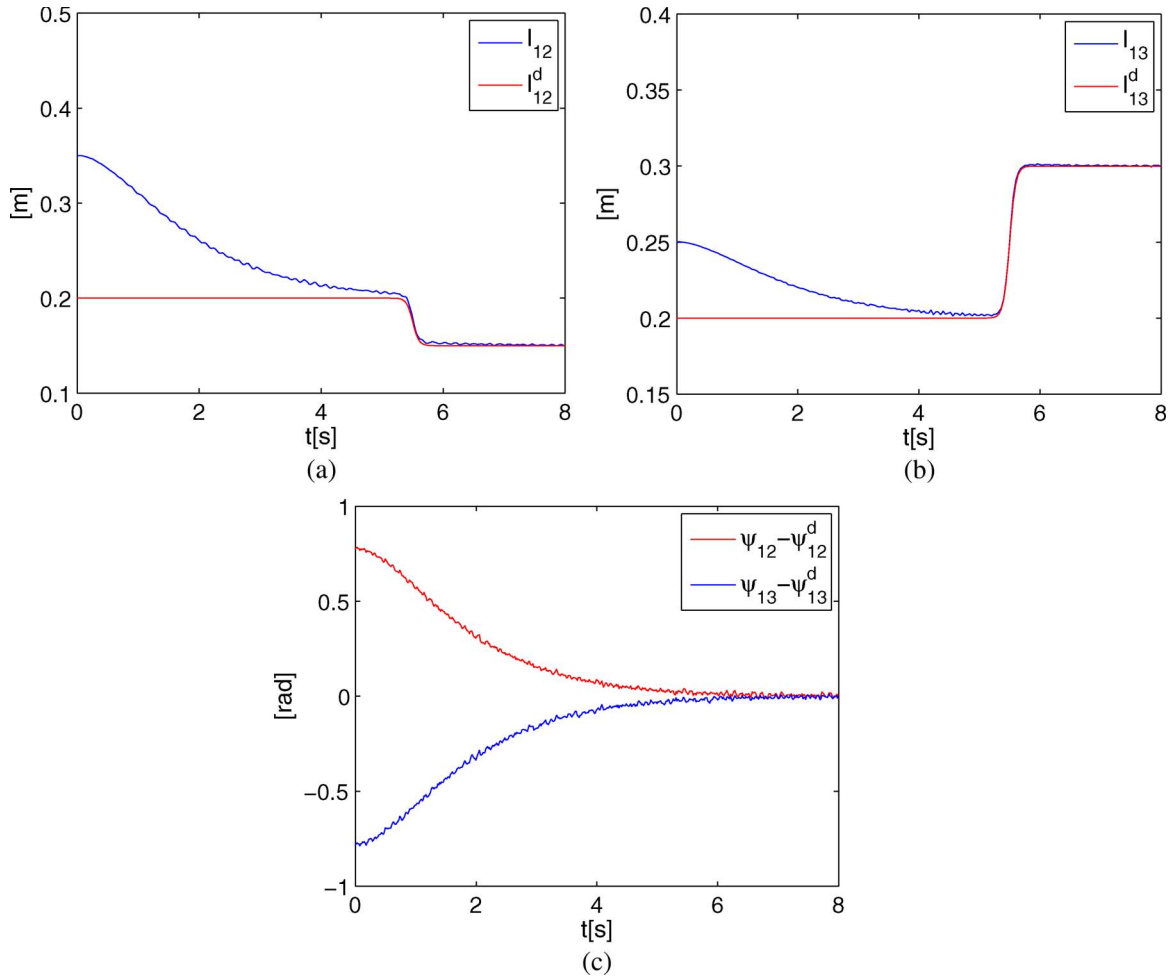 0.5
0.4
0.3
0.2
0.1
[m]
0 2 4 6 8
t[s]
l₁₂
l₁₂ᵈ
(a)
0.4
0.35
0.3
0.25
0.2
0.15
[m]
0 2 4 6 8
t[s]
l₁₃
l₁₃ᵈ
(b)
1
0.5
0
−0.5
−1
[rad]
0 2 4 6 8
t[s]
ψ₁₂−ψ₁₂ᵈ
ψ₁₃−ψ₁₃ᵈ
(c)